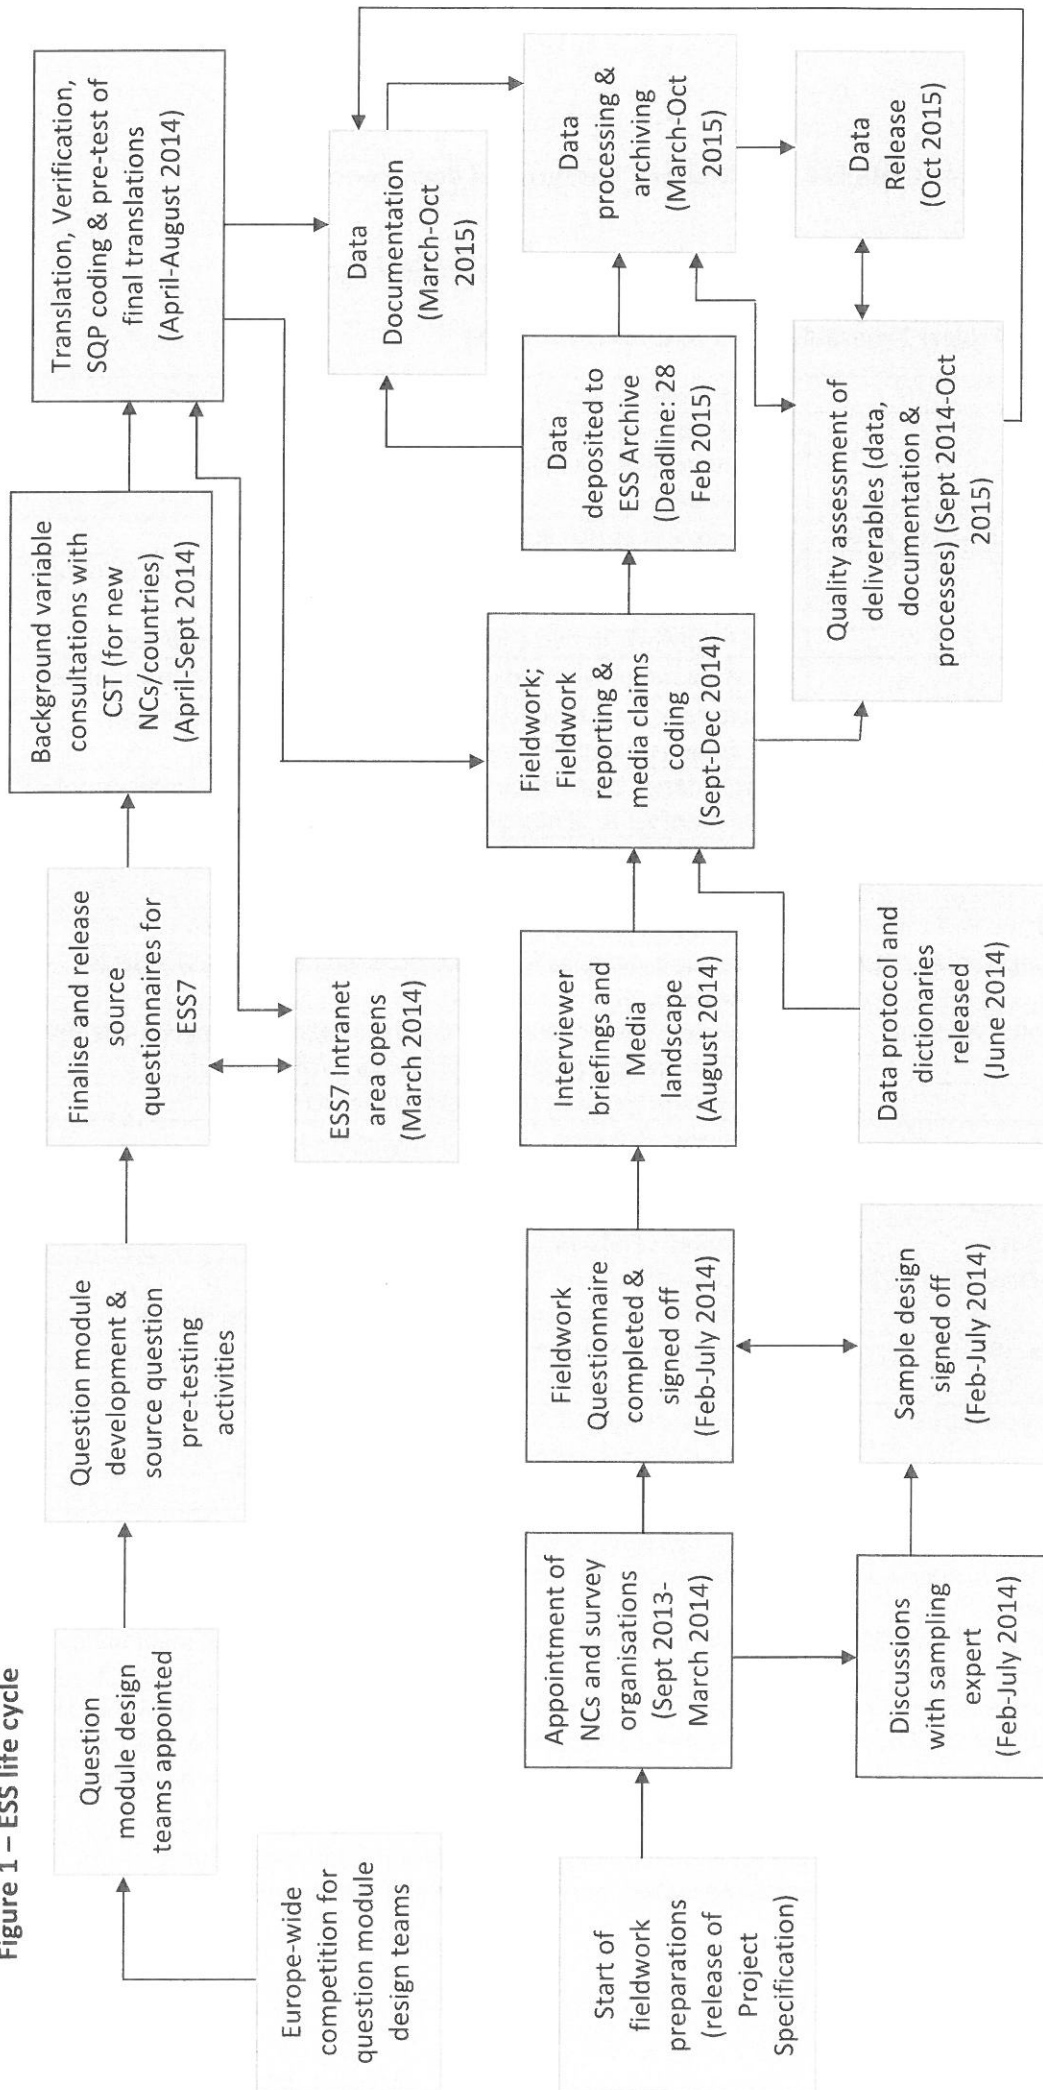 Figure 1 – ESS life cycle
Europe-wide
competition for
question module
design teams
Question
module design
teams appointed
Question module
development &
source question
pre-testing
activities
Finalise and release
source
questionnaires for
ESS7
Background variable
consultations with
CST (for new
NCs/countries)
(April-Sept 2014)
Translation, Verification,
SQP coding & pre-test of
final translations
(April-August 2014)
ESS7 Intranet
area opens
(March 2014)
Data
Documentation
(March-Oct
2015)
Start of
fieldwork
preparations
(release of
Project
Specification)
Appointment of
NCs and survey
organisations
(Sept 2013-
March 2014)
Fieldwork
Questionnaire
completed &
signed off
(Feb-July 2014)
Interviewer
briefings and
Media
landscape
(August 2014)
Fieldwork;
Fieldwork
reporting &
media claims
coding
(Sept-Dec 2014)
Data
deposited to
ESS Archive
(Deadline: 28
Feb 2015)
Data
processing &
archiving
(March-Oct
2015)
Discussions
with sampling
expert
(Feb-July 2014)
Sample design
signed off
(Feb-July 2014)
Data protocol and
dictionaries
released
(June 2014)
Quality assessment of
deliverables (data,
documentation &
processes) (Sept 2014-Oct
2015)
Data
Release
(Oct 2015)